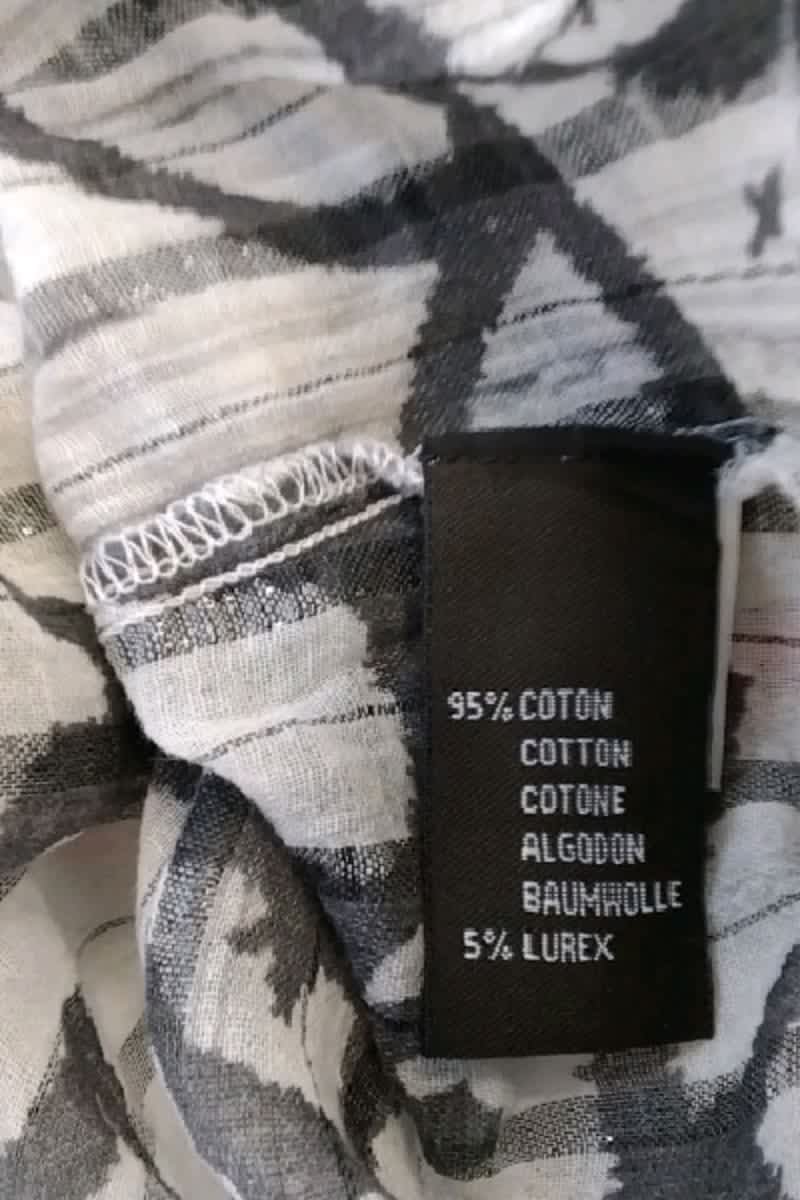 95% COTON
COTTON
COTONE
ALGODON
BAUMWOLLE
5% LUREX